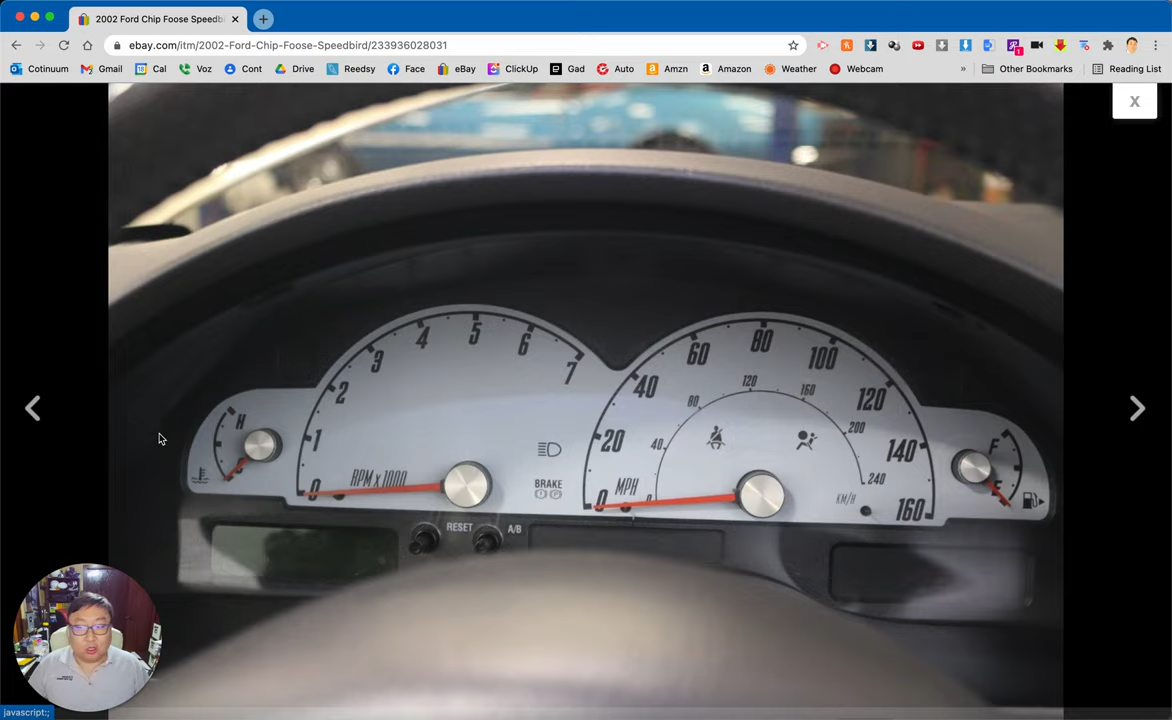 2002 Ford Chip Foose Speedbi
ebay.com/itm/2002-Ford-Chip-Foose-Speedbird/233936028031
Cotinuum Gmail Cal Voz Cont Drive Reedsy Face eBay ClickUp Gad Auto Amzn Amazon Weather Webcam » Other Bookmarks Reading List
X
H
0 1 2 3 4 5 6 7
RPM x 1000
BRAKE
0 20 40 60 80 100 120 140 160
MPH
0 40 80 120 160 200 240
KM/H
F
E
RESET A/B
javascript:;